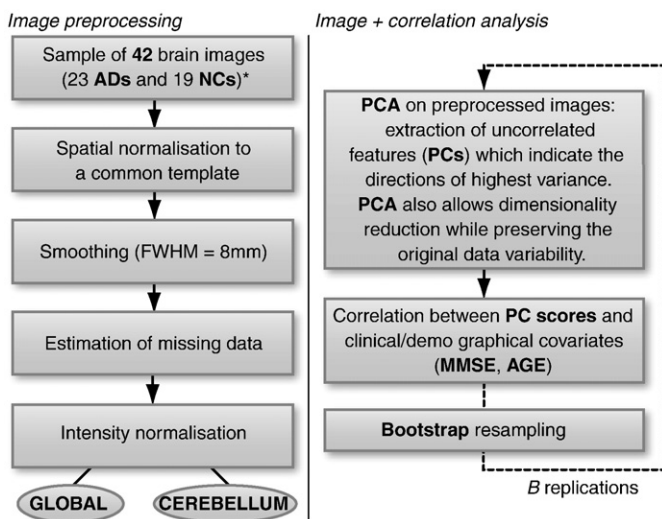 Image preprocessing
Sample of 42 brain images
(23 ADs and 19 NCs)*
Spatial normalisation to
a common template
Smoothing (FWHM = 8mm)
Estimation of missing data
Intensity normalisation
GLOBAL
CEREBELLUM
Image + correlation analysis
PCA on preprocessed images:
extraction of uncorrelated
features (PCs) which indicate the
directions of highest variance.
PCA also allows dimensionality
reduction while preserving the
original data variability.
Correlation between PC scores and
clinical/demo graphical covariates
(MMSE, AGE)
Bootstrap resampling
B replications